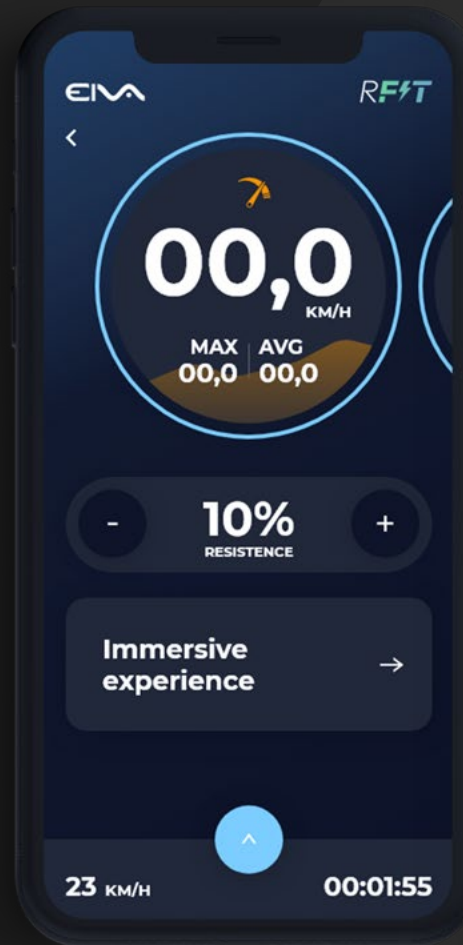 EIVA RFIT
<
00,0
KM/H
MAX AVG
00,0 00,0
- 10% +
RESISTENCE
Immersive
experience →
^
23 KM/H 00:01:55